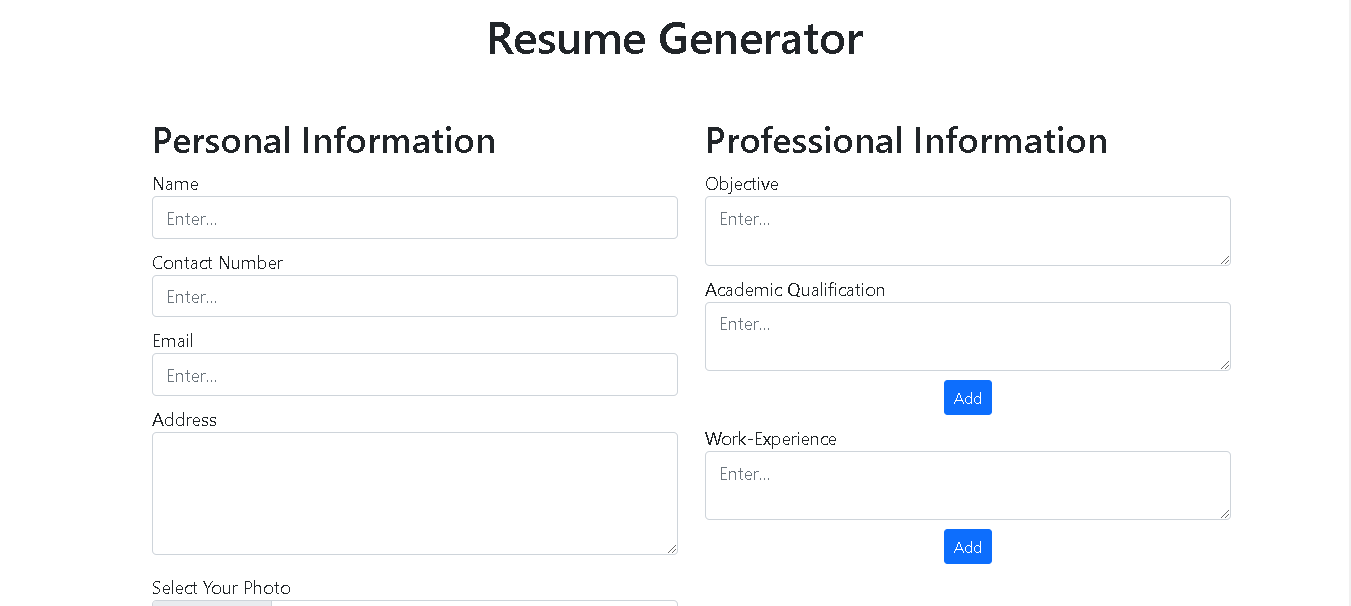 Resume Generator
Personal Information
Name
Enter...
Contact Number
Enter...
Email
Enter...
Address
Select Your Photo
Professional Information
Objective
Enter...
Academic Qualification
Enter...
Add
Work-Experience
Enter...
Add